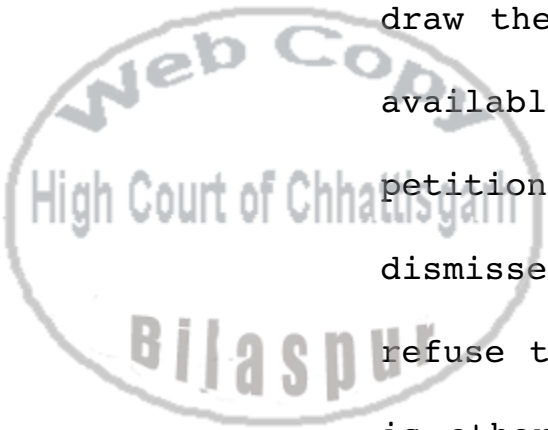 draw the
Web Copy
availabl
High Court of Chhattisgarh
petition
dismisse
Bilaspur
refuse t